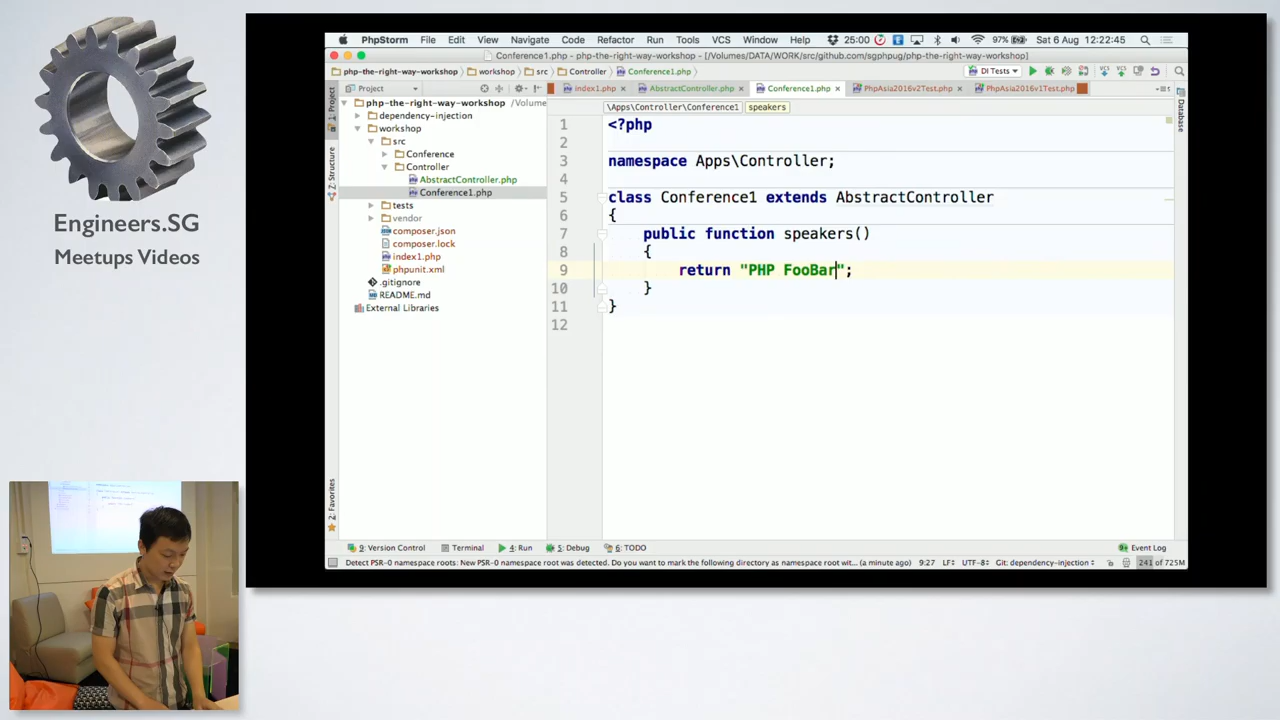 Engineers.SG
Meetups Videos
PhpStorm File Edit View Navigate Code Refactor Run Tools VCS Window Help 25:00 97% Sat 6 Aug 12:22:45
Conference1.php - php-the-right-way-workshop - [/Volumes/DATA/WORK/src/github.com/sgphpug/php-the-right-way-workshop]
php-the-right-way-workshop workshop src Controller Conference1.php DI Tests
Project index1.php AbstractController.php Conference1.php PhpAsia2016v2Test.php PhpAsia2016v1Test.php
1: Project
Z: Structure
2: Favorites
Database
php-the-right-way-workshop /Volume
dependency-injection
workshop
src
Conference
Controller
AbstractController.php
Conference1.php
tests
vendor
composer.json
composer.lock
index1.php
phpunit.xml
.gitignore
README.md
External Libraries
\Apps\Controller\Conference1 speakers
1 <?php
2
3 namespace Apps\Controller;
4
5 class Conference1 extends AbstractController
6 {
7 public function speakers()
8 {
9 return "PHP FooBar";
10 }
11 }
12
9: Version Control Terminal 4: Run 5: Debug 6: TODO Event Log
Detect PSR-0 namespace roots: New PSR-0 namespace root was detected. Do you want to mark the following directory as namespace root wit... (a minute ago) 9:27 LF UTF-8 Git: dependency-injection 241 of 725M